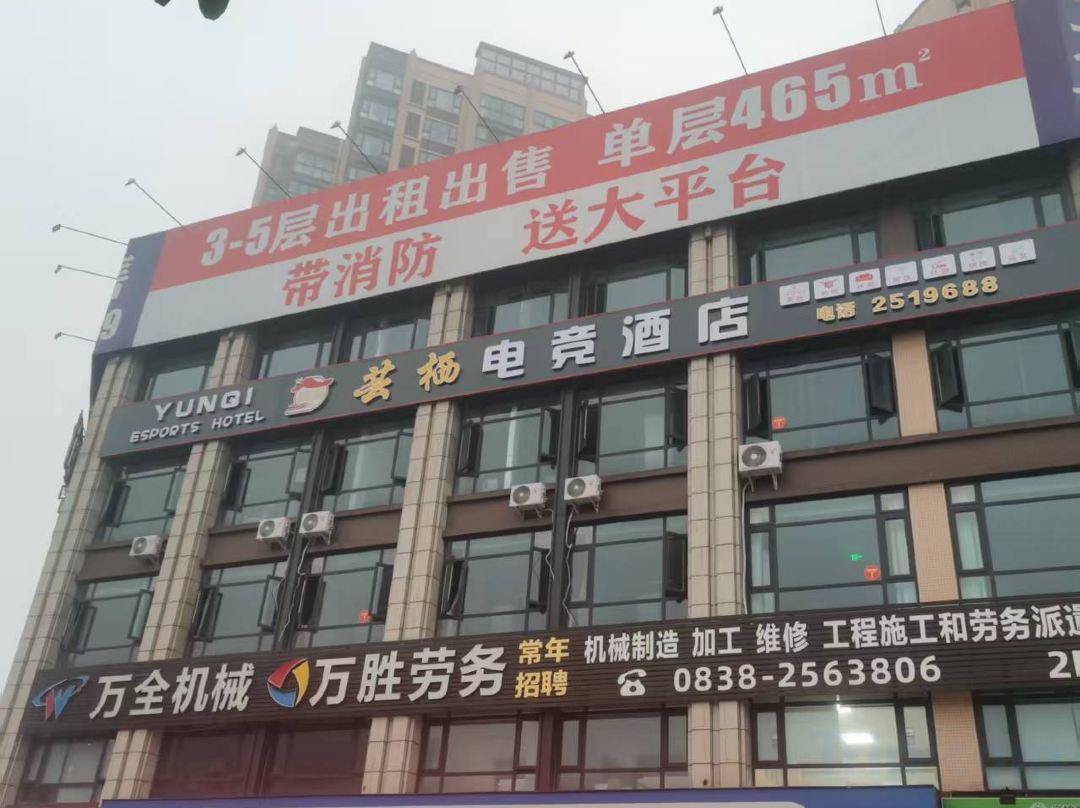 3-5层出租出售 单层465m²
带消防 送大平台
9
YUNQI
ESPORTS HOTEL
芸栖电竞酒店
电话 2519688
万全机械 万胜劳务
常年
招聘
机械制造 加工 维修 工程施工和劳务派遣
☎ 0838-2563806